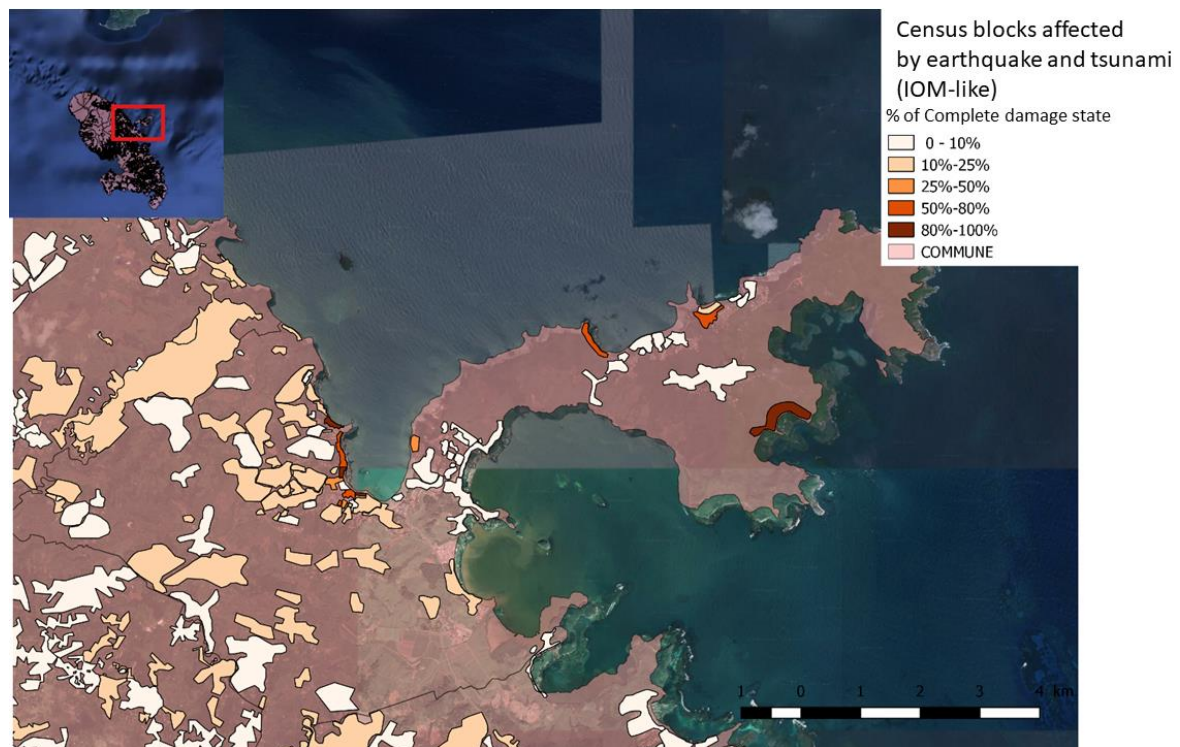 Census blocks affected
by earthquake and tsunami
(IOM-like)
% of Complete damage state
0 - 10%
10%-25%
25%-50%
50%-80%
80%-100%
COMMUNE
1 0 1 2 3 4 km